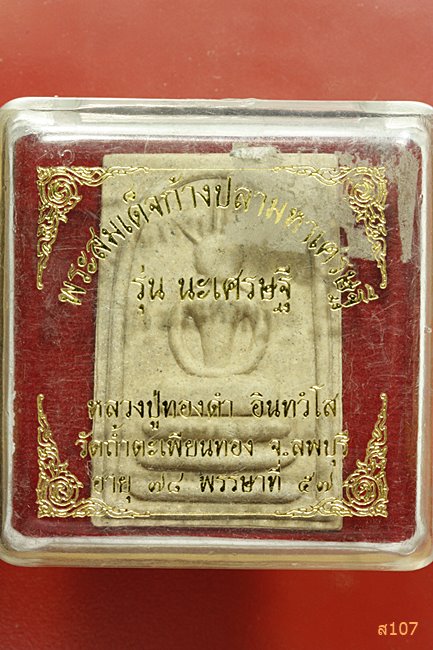 พระสมเด็จก้างปลามหาเศรษฐี
รุ่น นะเศรษฐี
หลวงปู่ทองดำ อินทวํโส
วัดถ้ำตะเพียนทอง จ.ลพบุรี
อายุ ๗๔ พรรษาที่ ๕๗
ส107